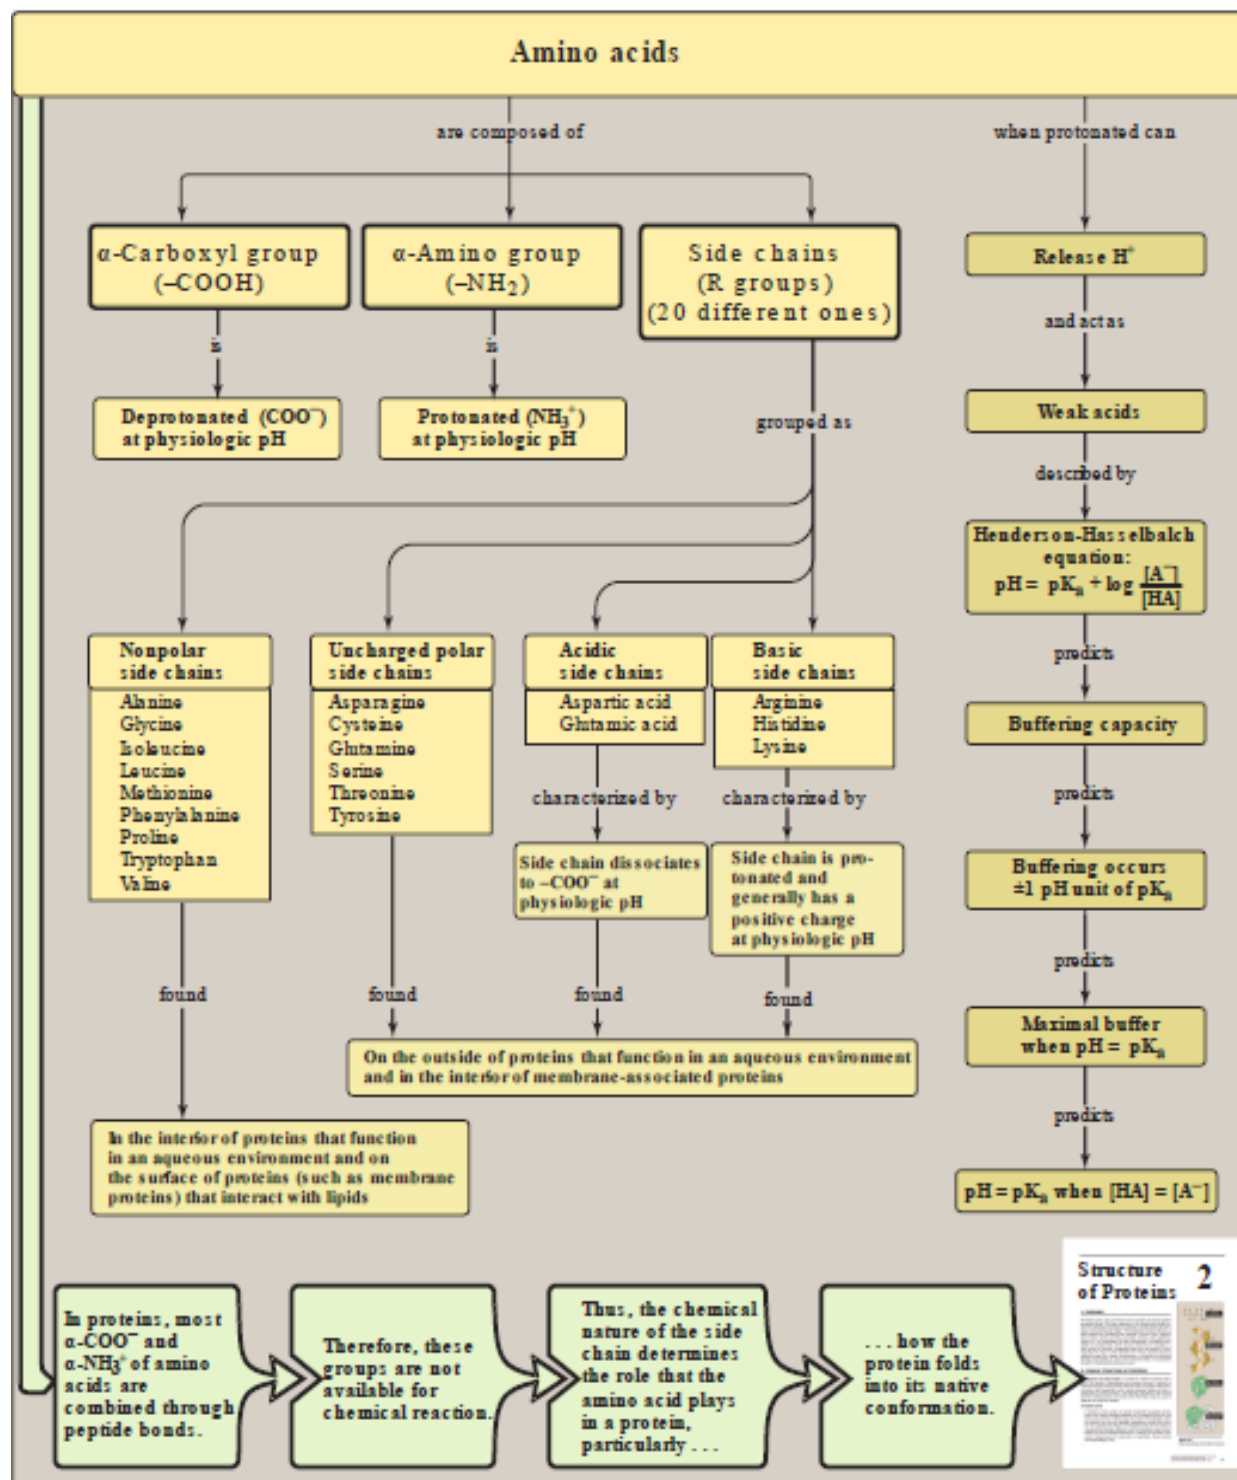 Amino acids
are composed of
when protonated can
α-Carboxyl group
(–COOH)
α-Amino group
(–NH₂)
Side chains
(R groups)
(20 different ones)
Release H⁺
is
is
and act as
Deprotonated (COO⁻)
at physiologic pH
Protonated (NH₃⁺)
at physiologic pH
grouped as
Weak acids
described by
Henderson-Hasselbalch
equation:
pH = pKₐ + log [A⁻]/[HA]
Nonpolar
side chains
Alanine
Glycine
Isoleucine
Leucine
Methionine
Phenylalanine
Proline
Tryptophan
Valine
Uncharged polar
side chains
Asparagine
Cysteine
Glutamine
Serine
Threonine
Tyrosine
Acidic
side chains
Aspartic acid
Glutamic acid
Basic
side chains
Arginine
Histidine
Lysine
predicts
Buffering capacity
characterized by
characterized by
predicts
Side chain dissociates
to –COO⁻ at
physiologic pH
Side chain is pro-
tonated and
generally has a
positive charge
at physiologic pH
Buffering occurs
±1 pH unit of pKₐ
predicts
found
found
found
found
Maximal buffer
when pH = pKₐ
On the outside of proteins that function in an aqueous environment
and in the interior of membrane-associated proteins
predicts
In the interior of proteins that function
in an aqueous environment and on
the surface of proteins (such as membrane
proteins) that interact with lipids
pH = pKₐ when [HA] = [A⁻]
In proteins, most
α-COO⁻ and
α-NH₃⁺ of amino
acids are
combined through
peptide bonds.
Therefore, these
groups are not
available for
chemical reaction.
Thus, the chemical
nature of the side
chain determines
the role that the
amino acid plays
in a protein,
particularly . . .
. . . how the
protein folds
into its native
conformation.
Structure
of Proteins
2